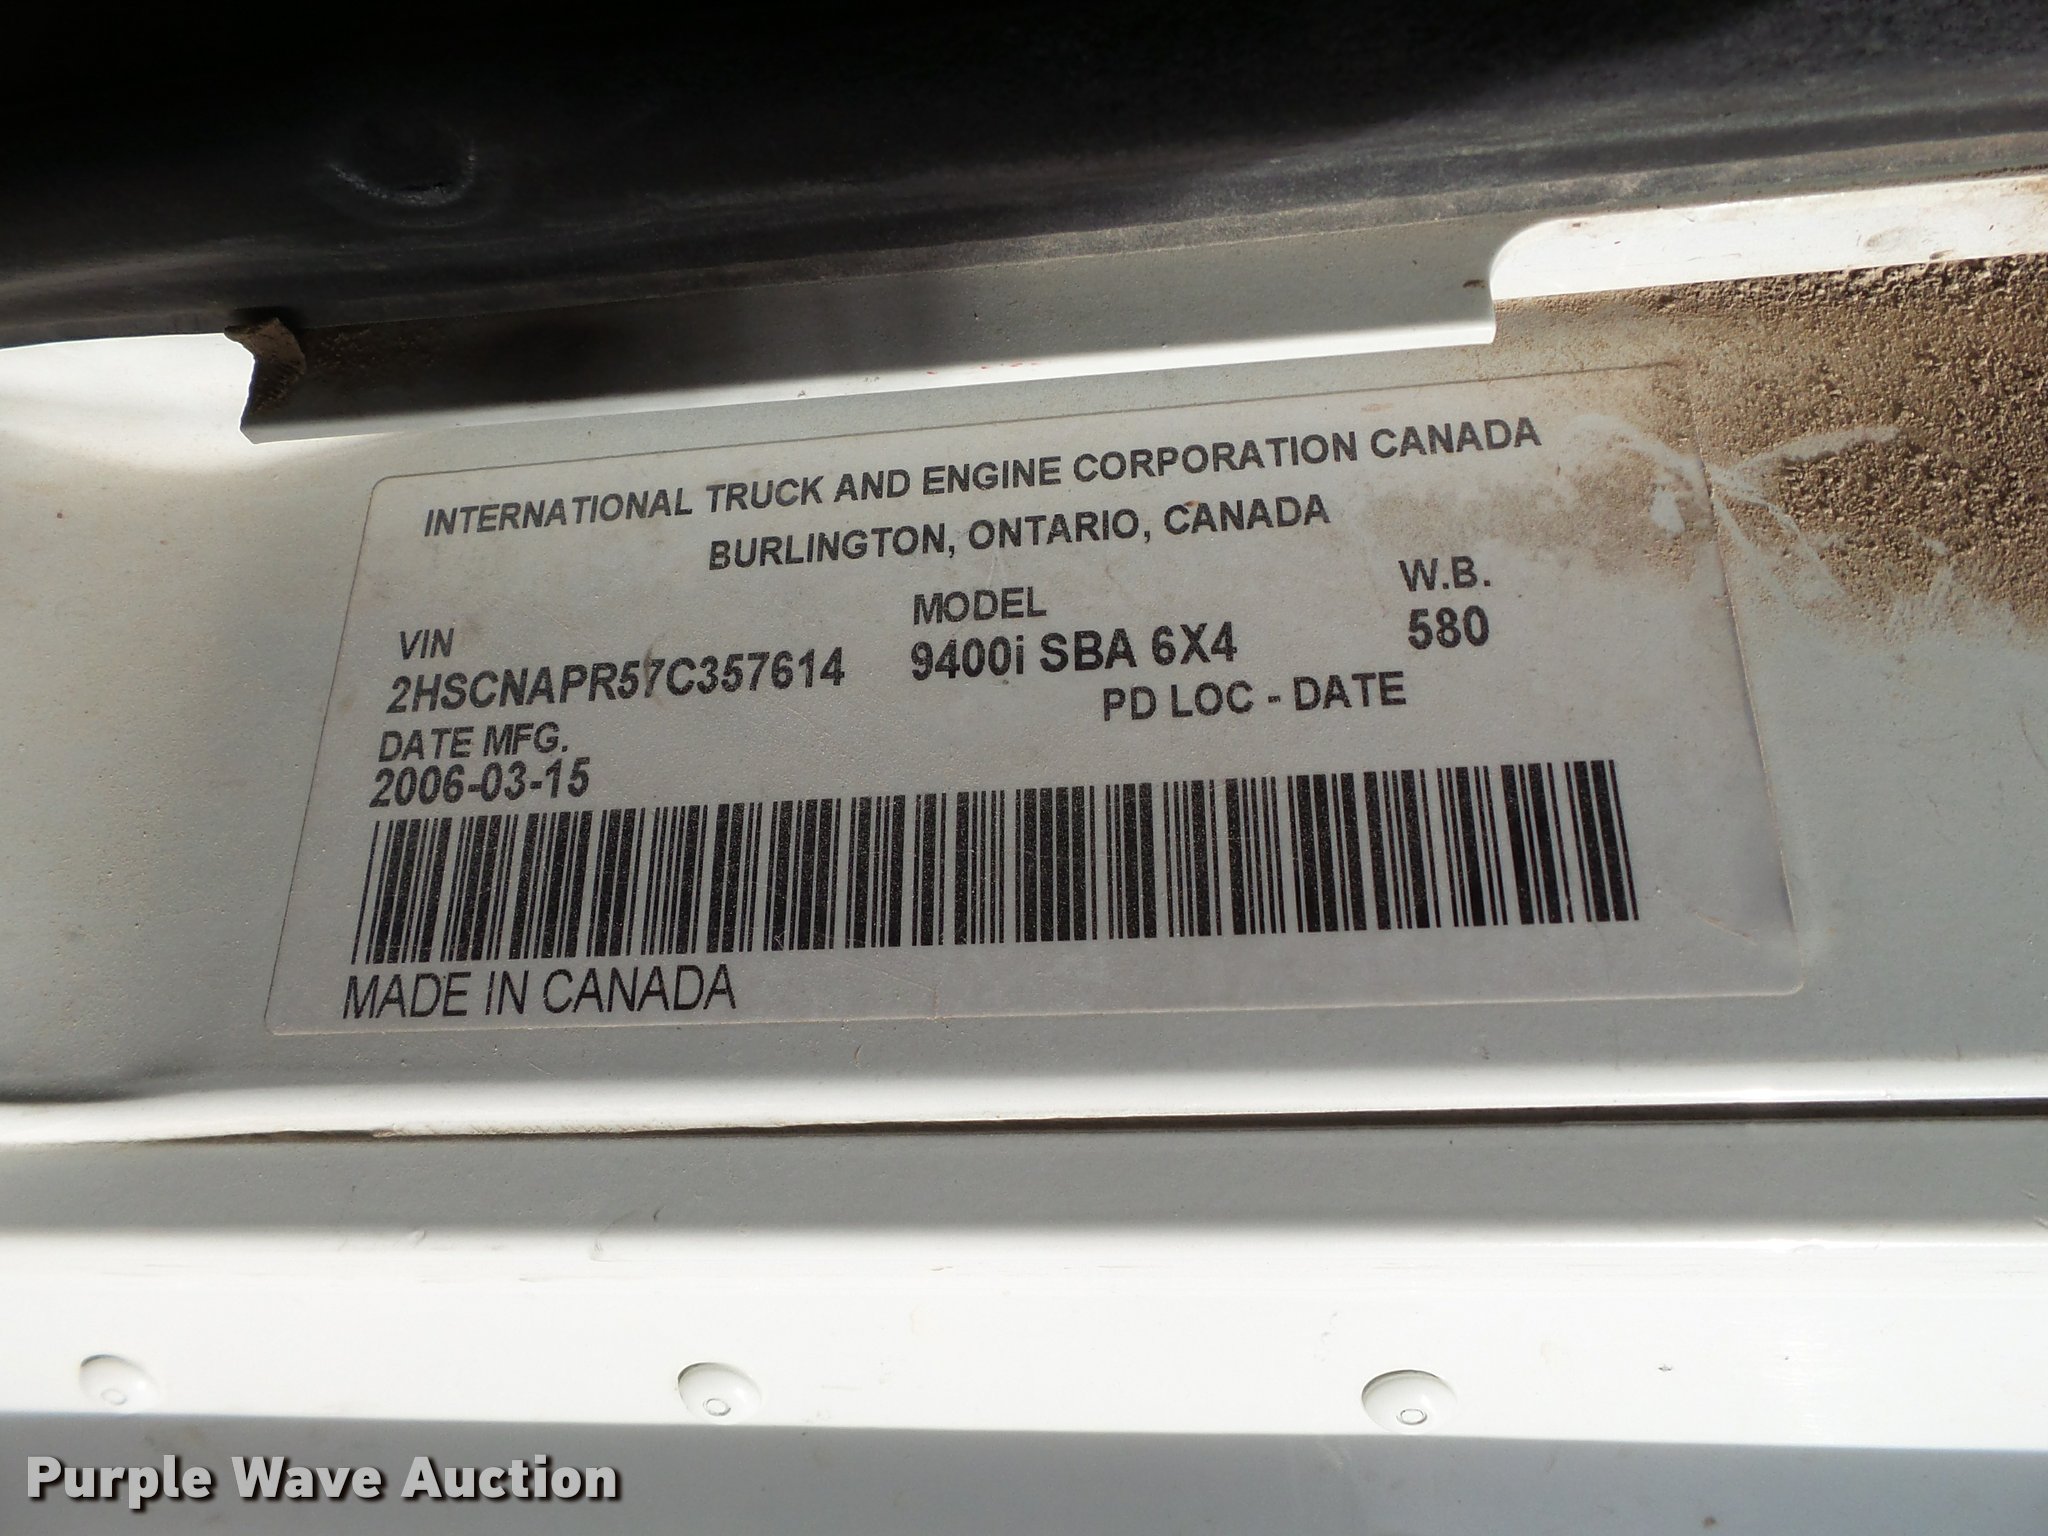 INTERNATIONAL TRUCK AND ENGINE CORPORATION CANADA
BURLINGTON, ONTARIO, CANADA
VIN MODEL W.B.
2HSCNAPR57C357614 9400i SBA 6X4 580
DATE MFG. PD LOC - DATE
2006-03-15
MADE IN CANADA
Purple Wave Auction